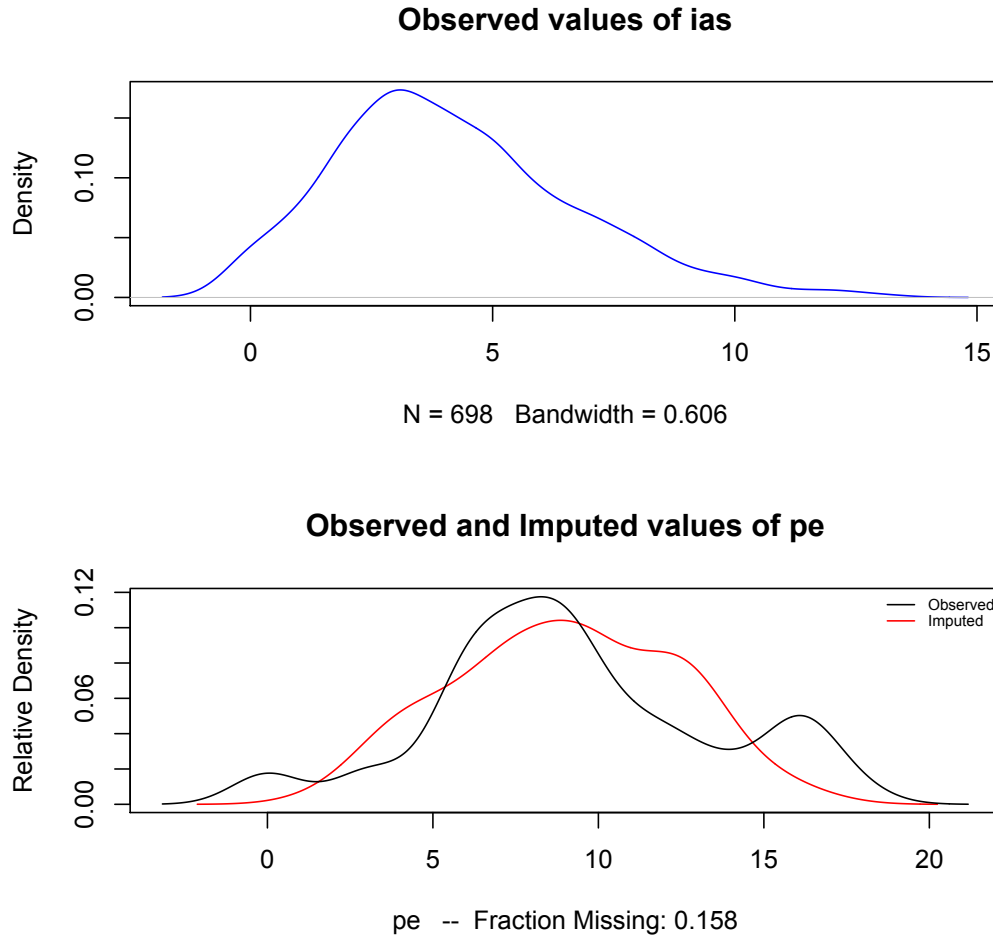 Observed values of ias
Density
0.10
0.00
0 5 10 15
N = 698 Bandwidth = 0.606
Observed and Imputed values of pe
Relative Density
0.12
0.06
0.00
Observed
Imputed
0 5 10 15 20
pe -- Fraction Missing: 0.158